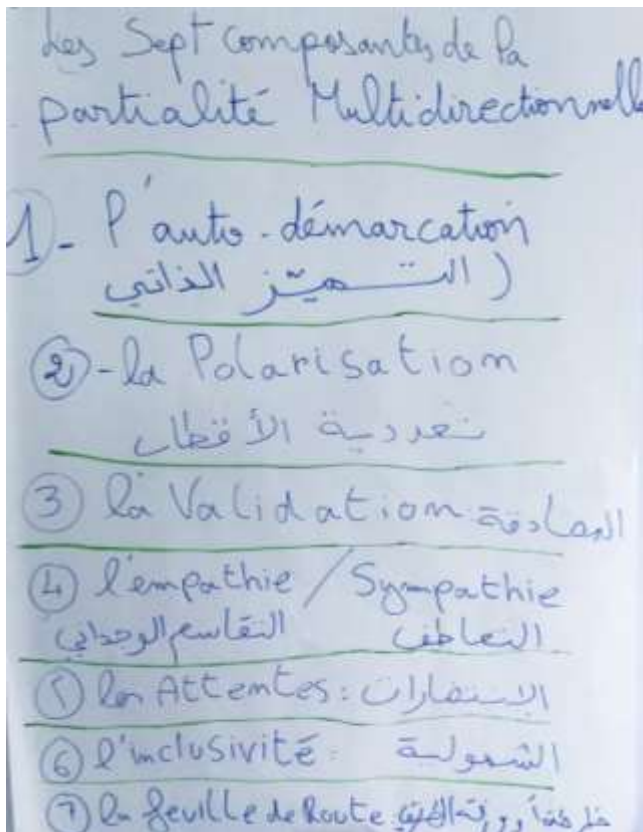 Les Sept composantes de la
partialité Multidirectionnelle
1- l'auto-démarcation
(التـــميّز الذاتي
2)-la Polarisation
تعددية الأقطاب
3 la Validation المصادقة
4 l'empathie / Sympathie
التقاسم الوجداني التعاطف
5 les Attentes: الانتظارات
6 l'inclusivité: الشمولية
7 la feuille de Route